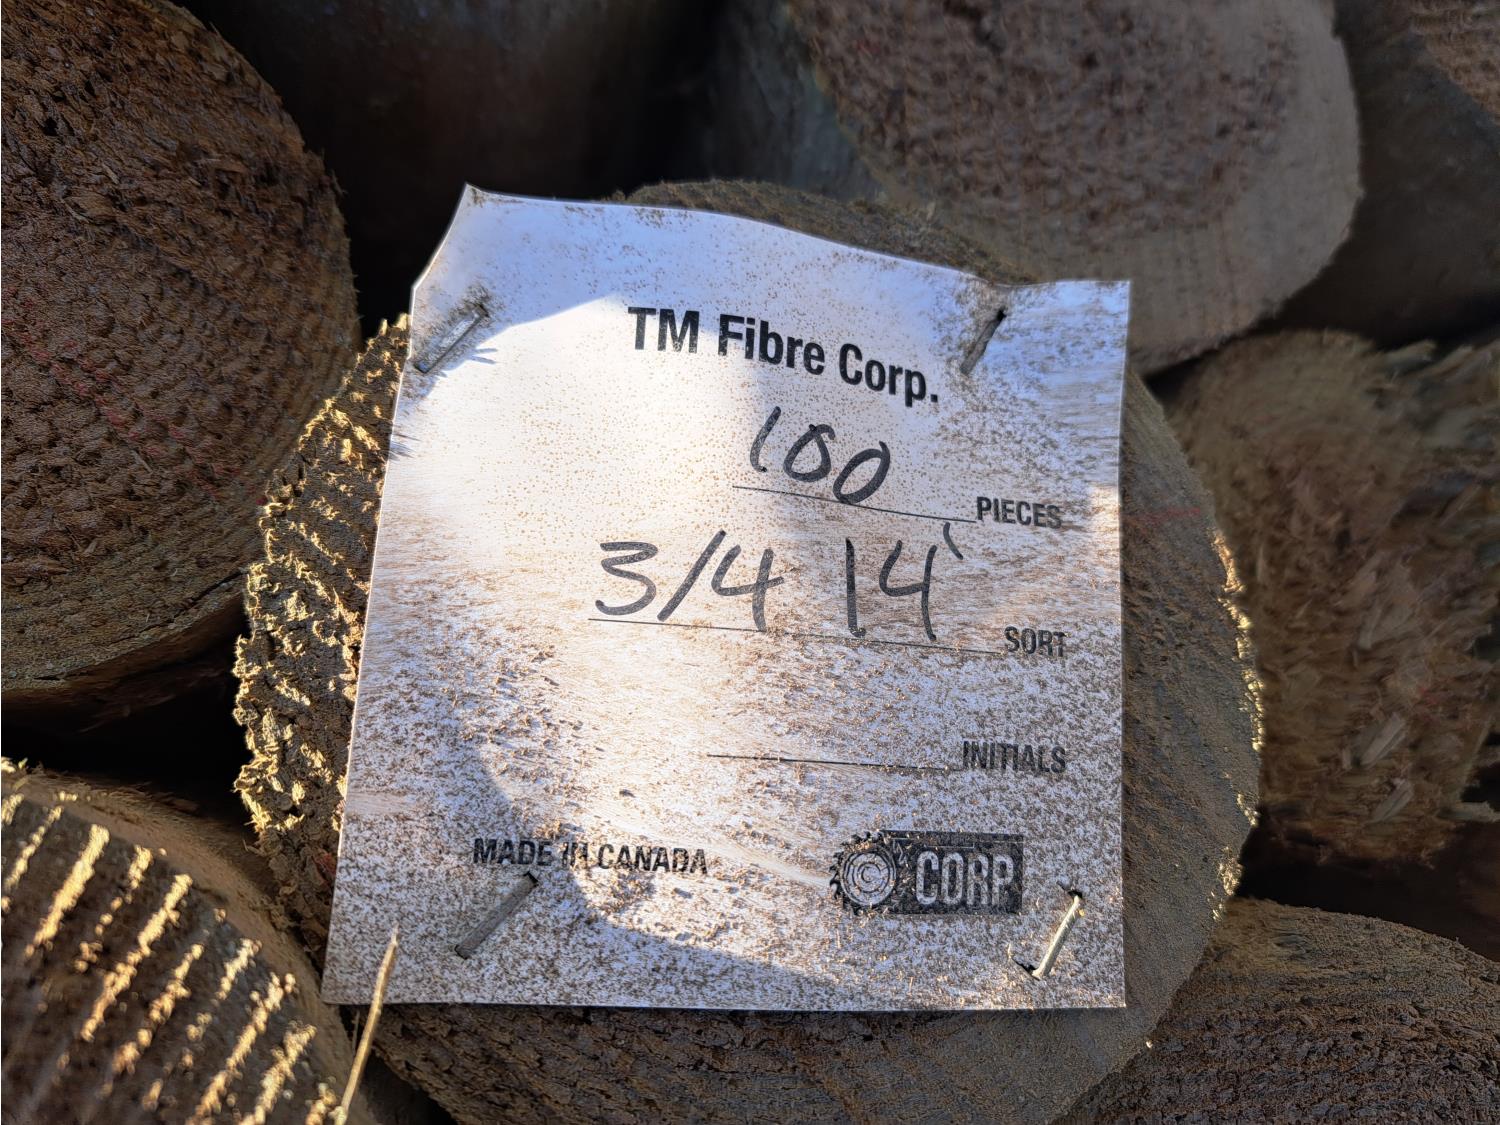 TM Fibre Corp.
100 PIECES
3/4 14' SORT
INITIALS
MADE IN CANADA
CORP